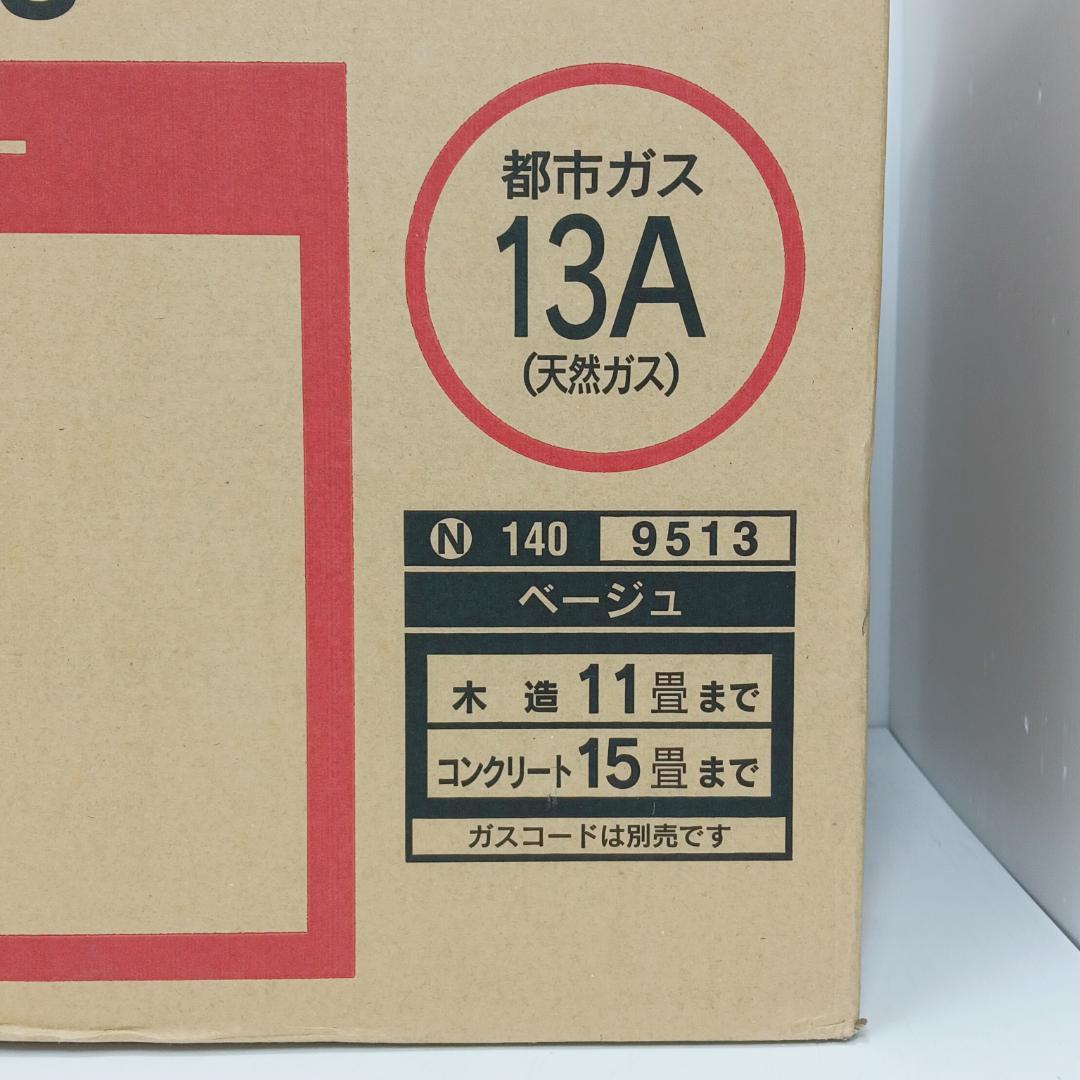 都市ガス
13A
(天然ガス)
N 140 9513
ベージュ
木 造 11畳まで
コンクリート15畳まで
ガスコードは別売です